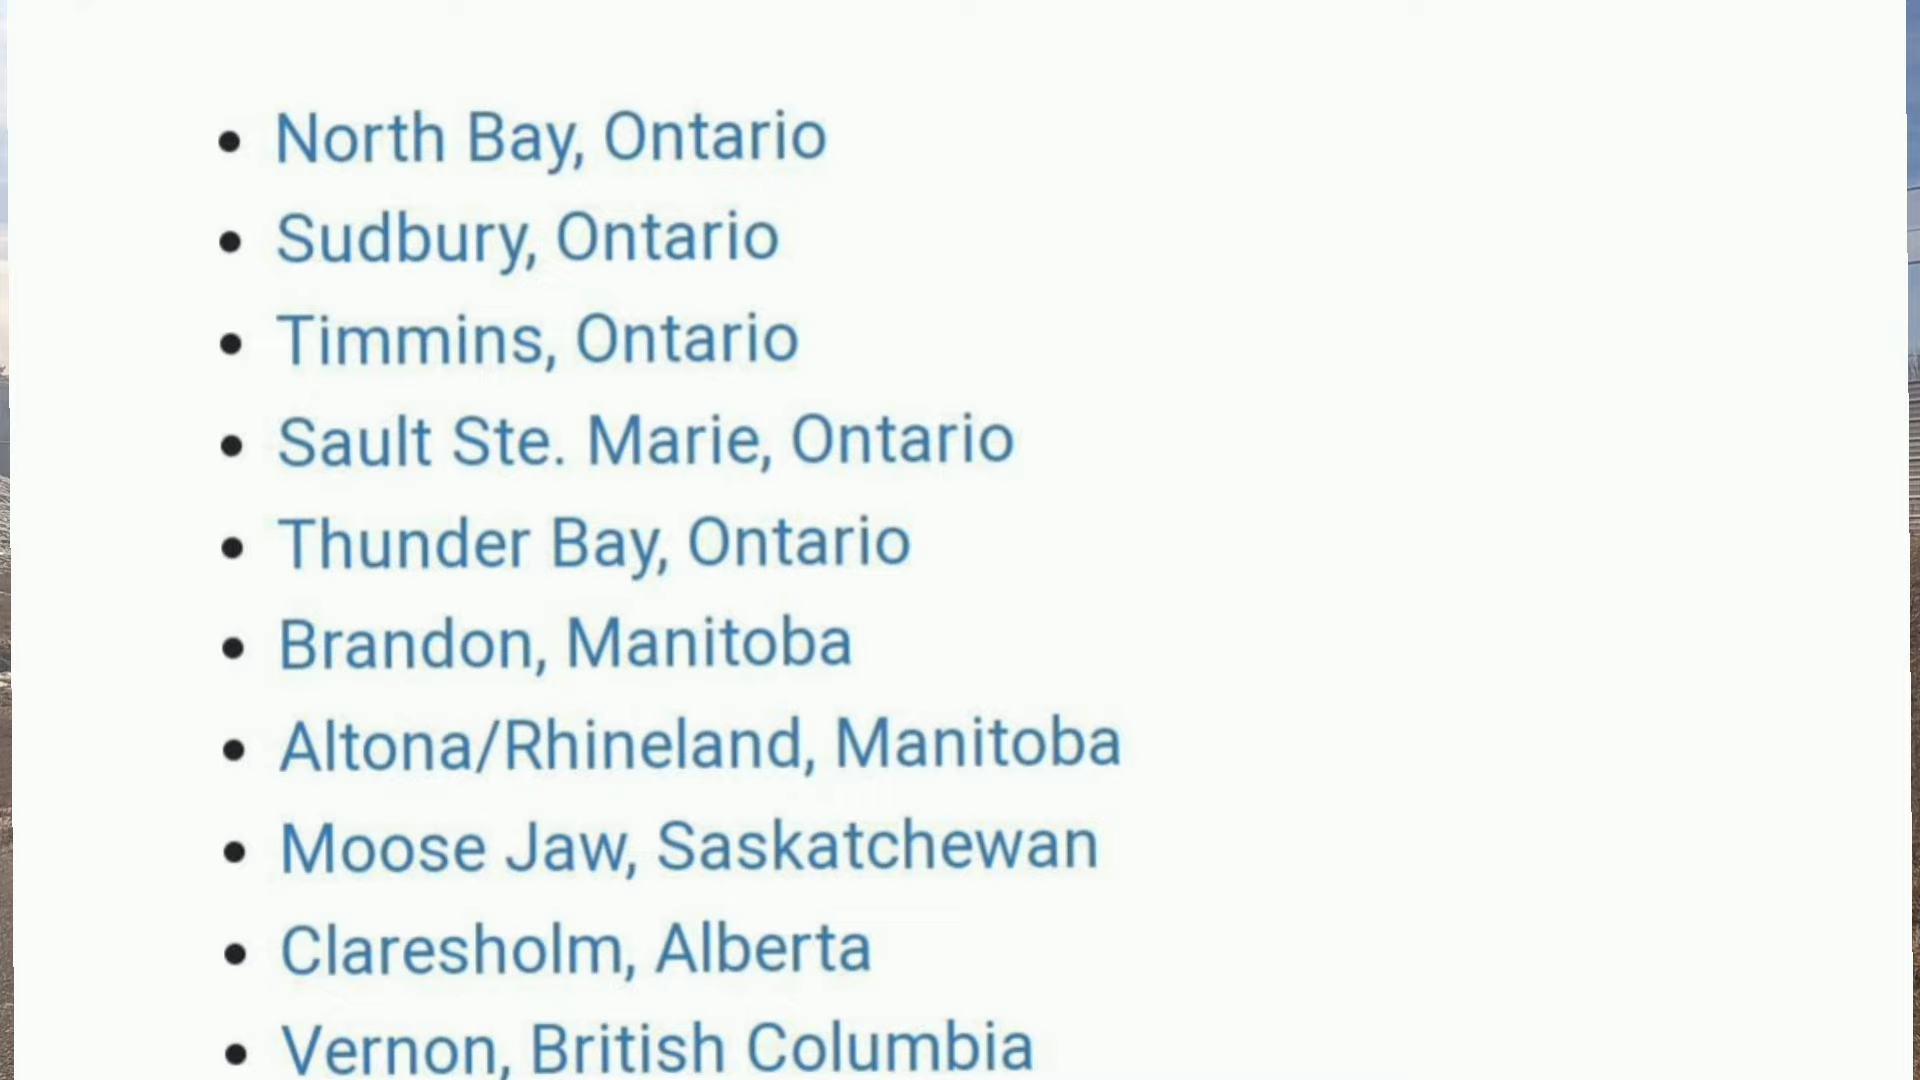 • North Bay, Ontario
• Sudbury, Ontario
• Timmins, Ontario
• Sault Ste. Marie, Ontario
• Thunder Bay, Ontario
• Brandon, Manitoba
• Altona/Rhineland, Manitoba
• Moose Jaw, Saskatchewan
• Claresholm, Alberta
• Vernon, British Columbia